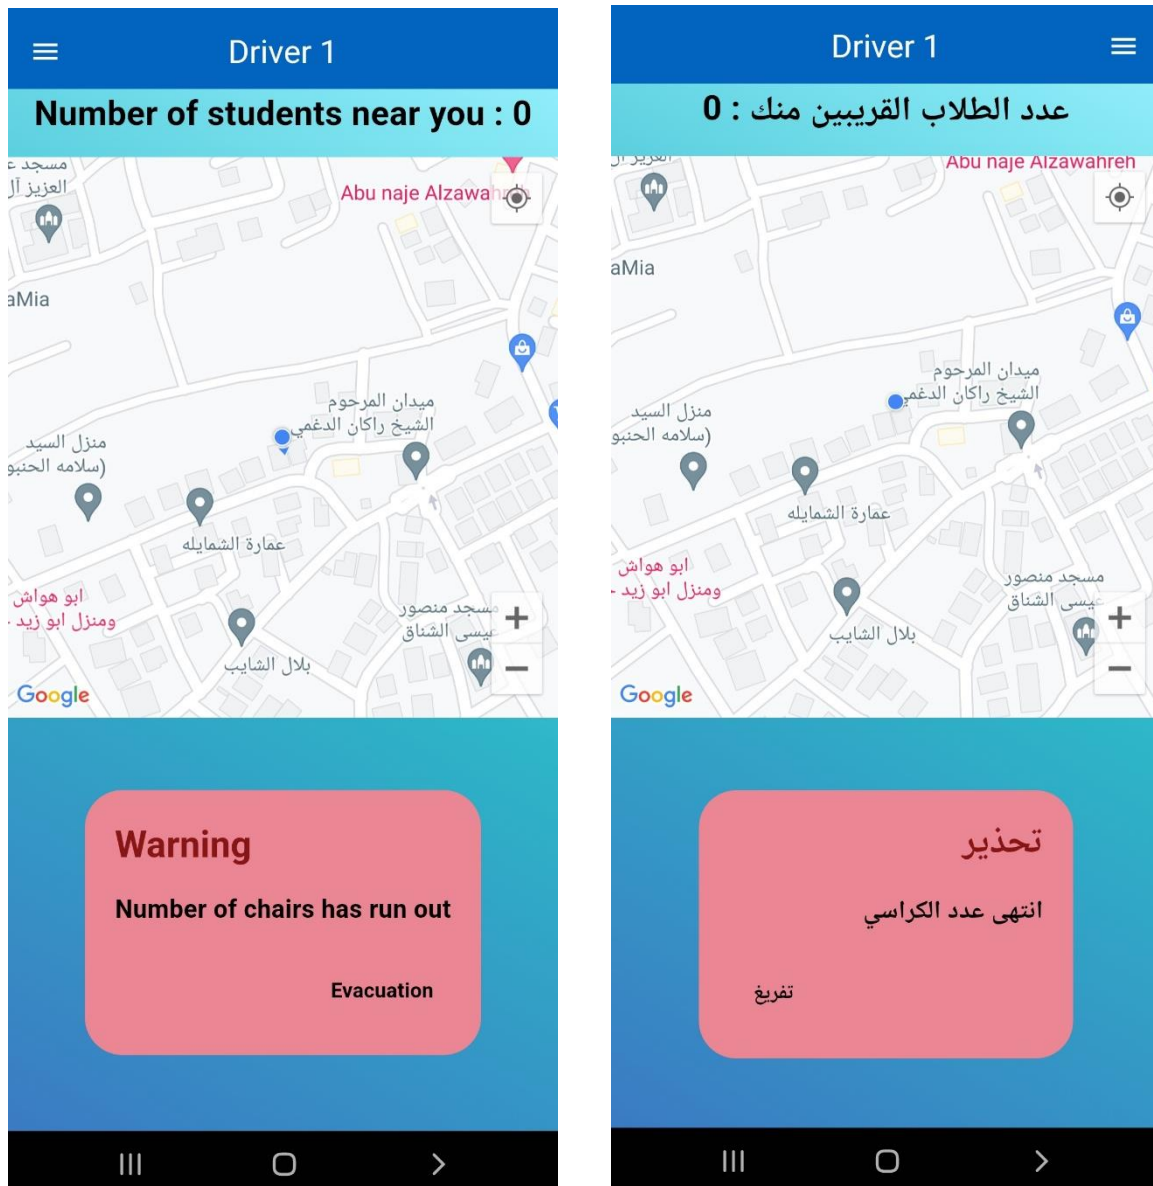 Driver 1
Number of students near you : 0
مسجد
العزيز آل
Abu naje Alzawah
aMia
ميدان المرحوم
الشيخ راكان الدغمي
منزل السيد
(سلامه الحنبو
عمارة الشمايله
ابو هواش
ومنزل ابو زيد
مسجد منصور
عيسى الشناق
بلال الشايب
+
−
Google
Warning
Number of chairs has run out
Evacuation
Driver 1
عدد الطلاب القريبين منك : 0
العزيز آل
Abu naje Alzawahreh
aMia
ميدان المرحوم
الشيخ راكان الدغمي
منزل السيد
(سلامه الحنبو
عمارة الشمايله
ابو هواش
ومنزل ابو زيد
مسجد منصور
عيسى الشناق
بلال الشايب
+
−
Google
تحذير
انتهى عدد الكراسي
تفريغ